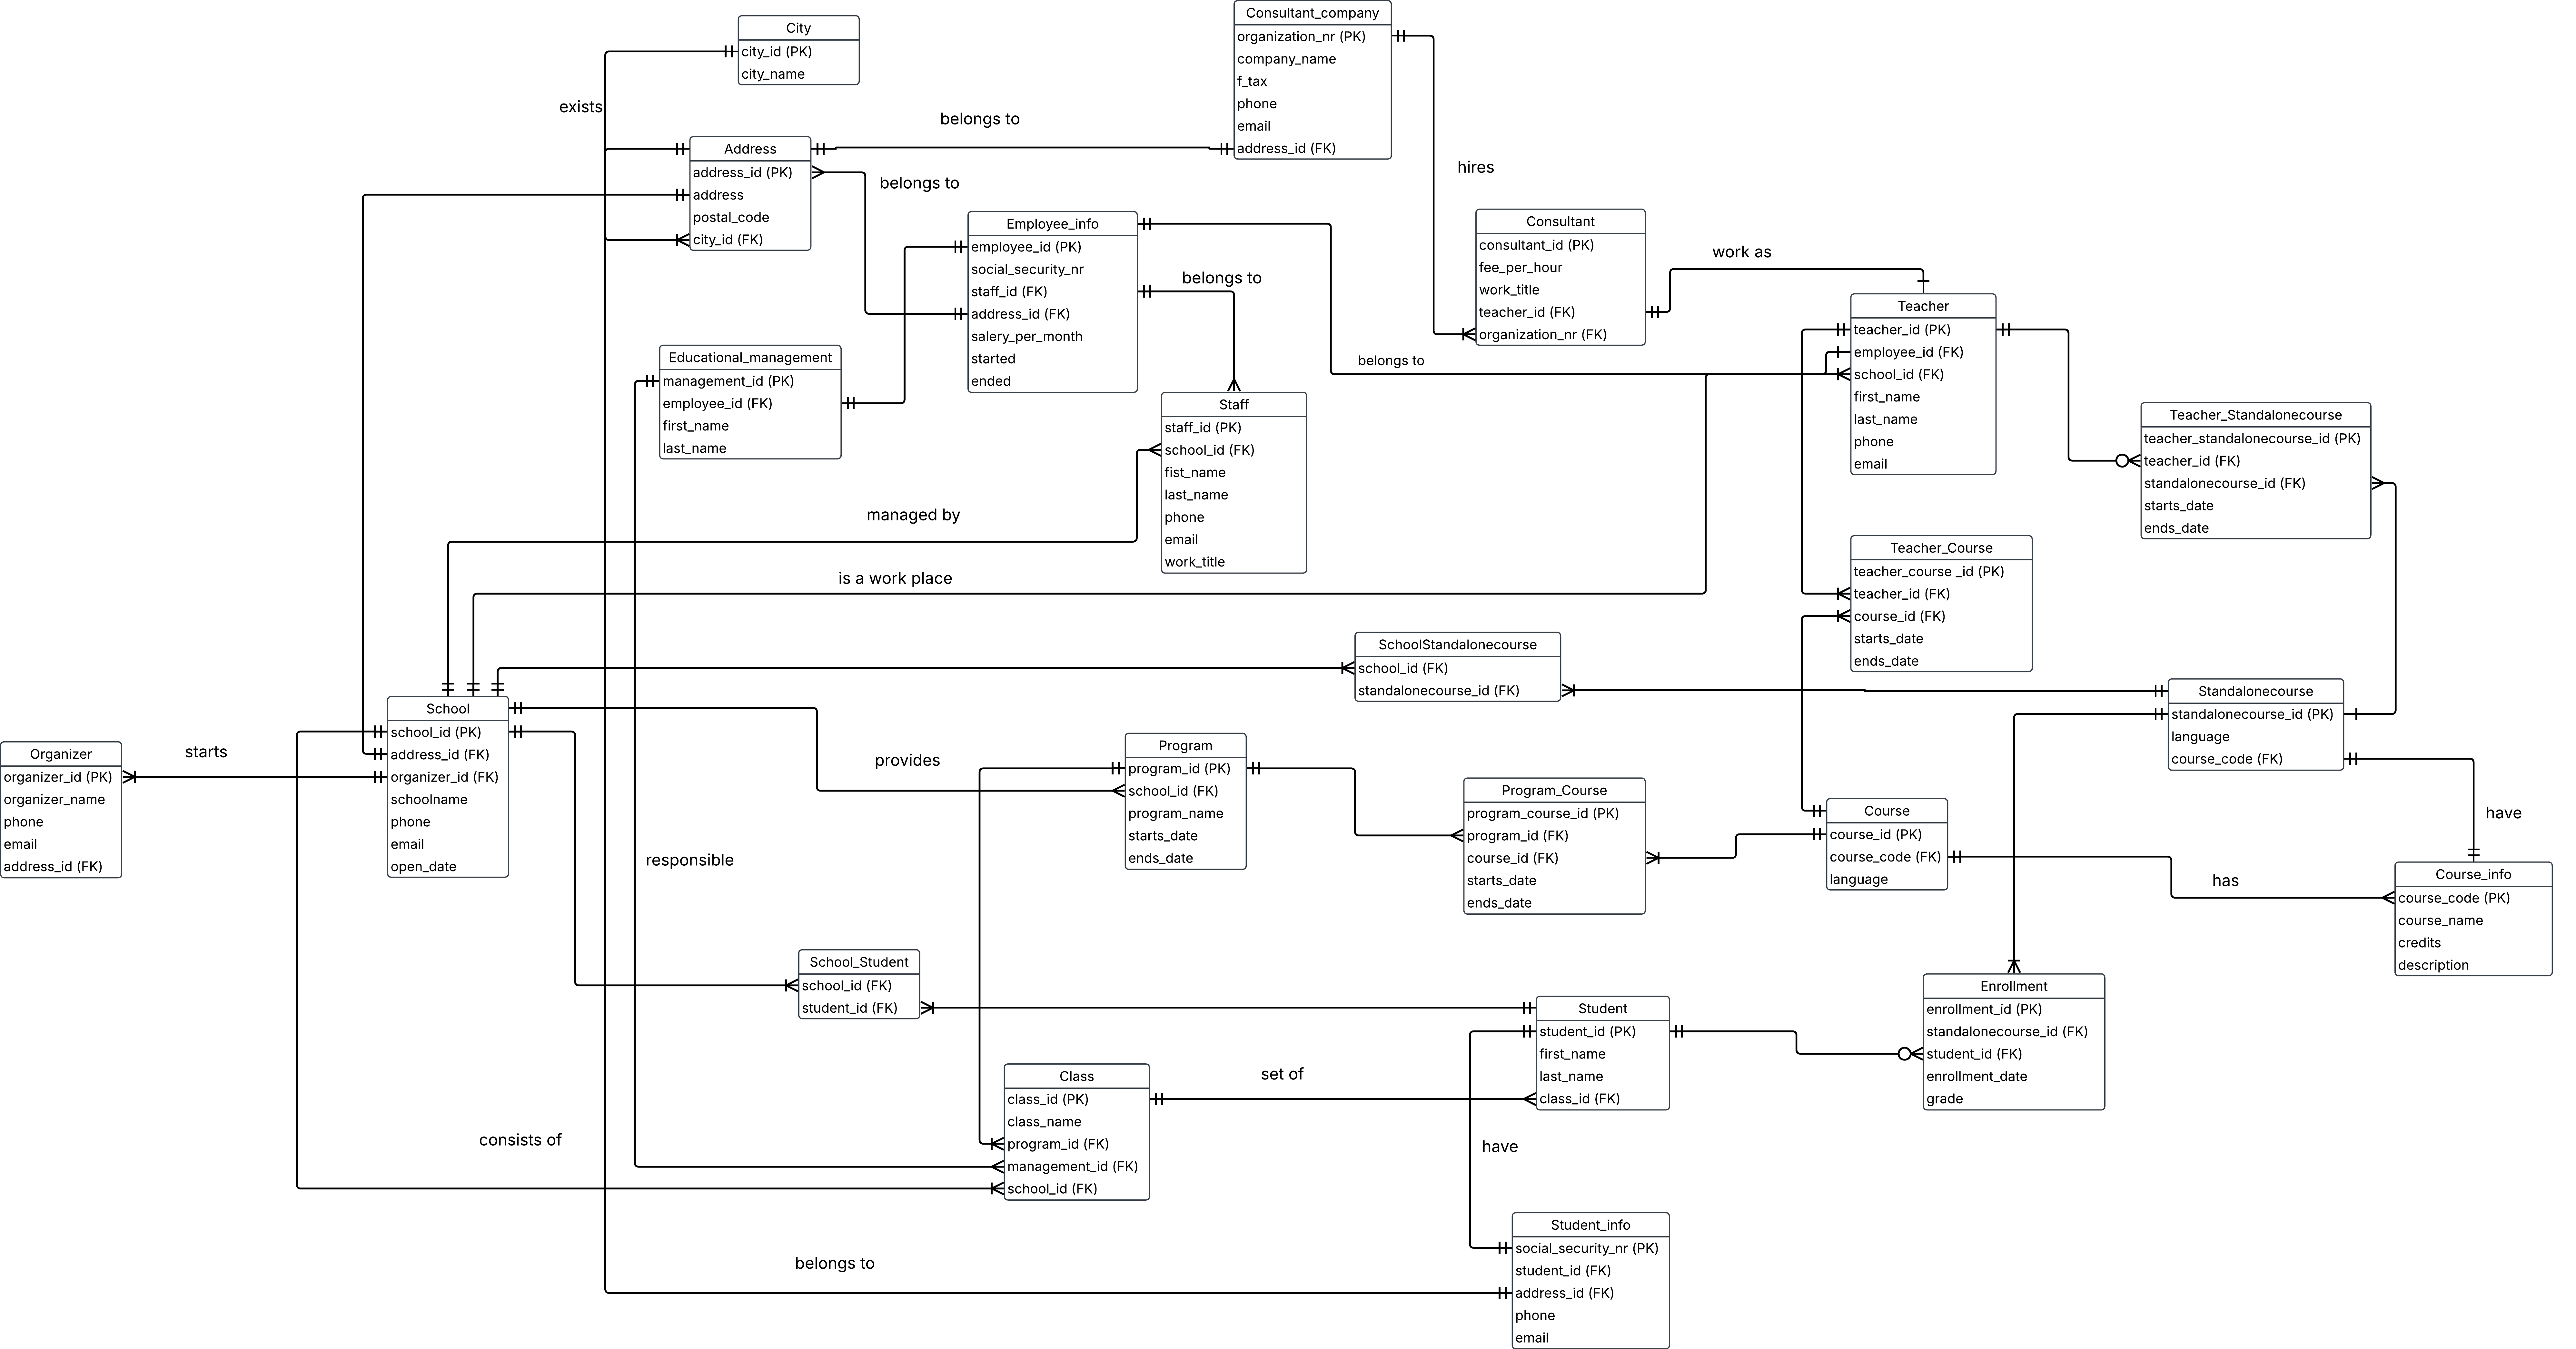 City
city_id (PK)
city_name
Consultant_company
organization_nr (PK)
company_name
f_tax
phone
email
address_id (FK)
exists
belongs to
Address
address_id (PK)
address
postal_code
city_id (FK)
belongs to
hires
Employee_info
employee_id (PK)
social_security_nr
staff_id (FK)
address_id (FK)
salery_per_month
started
ended
belongs to
Consultant
consultant_id (PK)
fee_per_hour
work_title
teacher_id (FK)
organization_nr (FK)
work as
Teacher
teacher_id (PK)
employee_id (FK)
school_id (FK)
first_name
last_name
phone
email
belongs to
Educational_management
management_id (PK)
employee_id (FK)
first_name
last_name
Staff
staff_id (PK)
school_id (FK)
fist_name
last_name
phone
email
work_title
Teacher_Standalonecourse
teacher_standalonecourse_id (PK)
teacher_id (FK)
standalonecourse_id (FK)
starts_date
ends_date
managed by
is a work place
Teacher_Course
teacher_course _id (PK)
teacher_id (FK)
course_id (FK)
starts_date
ends_date
SchoolStandalonecourse
school_id (FK)
standalonecourse_id (FK)
Standalonecourse
standalonecourse_id (PK)
language
course_code (FK)
School
school_id (PK)
address_id (FK)
organizer_id (FK)
schoolname
phone
email
open_date
Organizer
organizer_id (PK)
organizer_name
phone
email
address_id (FK)
starts
provides
Program
program_id (PK)
school_id (FK)
program_name
starts_date
ends_date
Program_Course
program_course_id (PK)
program_id (FK)
course_id (FK)
starts_date
ends_date
Course
course_id (PK)
course_code (FK)
language
have
has
Course_info
course_code (PK)
course_name
credits
description
responsible
School_Student
school_id (FK)
student_id (FK)
Student
student_id (PK)
first_name
last_name
class_id (FK)
Enrollment
enrollment_id (PK)
standalonecourse_id (FK)
student_id (FK)
enrollment_date
grade
Class
class_id (PK)
class_name
program_id (FK)
management_id (FK)
school_id (FK)
set of
consists of
have
Student_info
social_security_nr (PK)
student_id (FK)
address_id (FK)
phone
email
belongs to